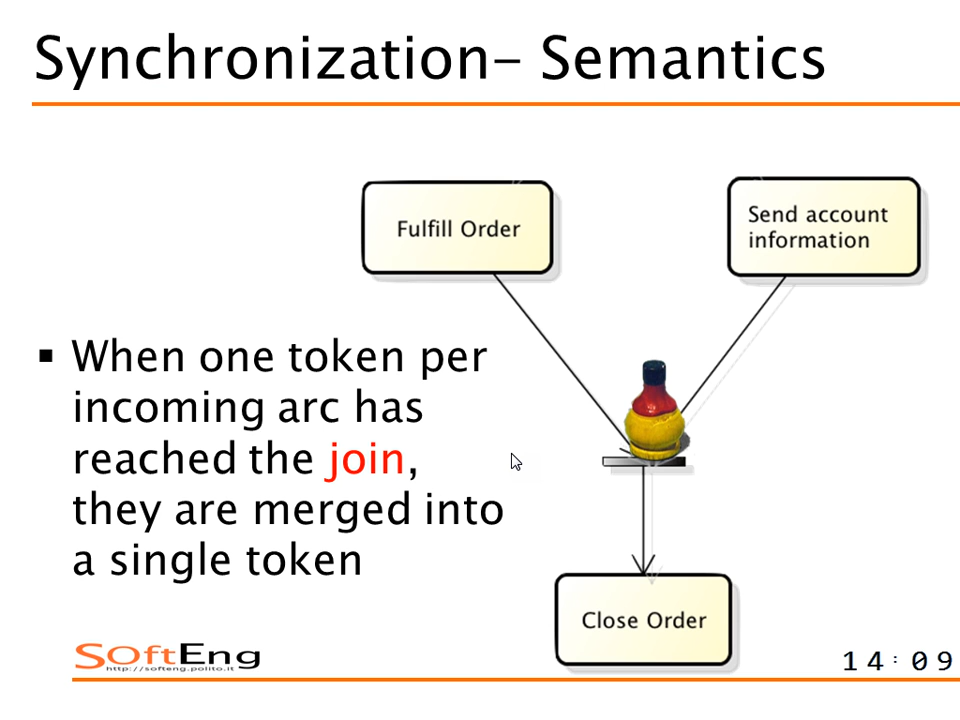 Synchronization- Semantics
Fulfill Order
Send account
information
When one token per
incoming arc has
reached the join,
they are merged into
a single token
Close Order
SOftEng
http://softeng.polito.it
14:09